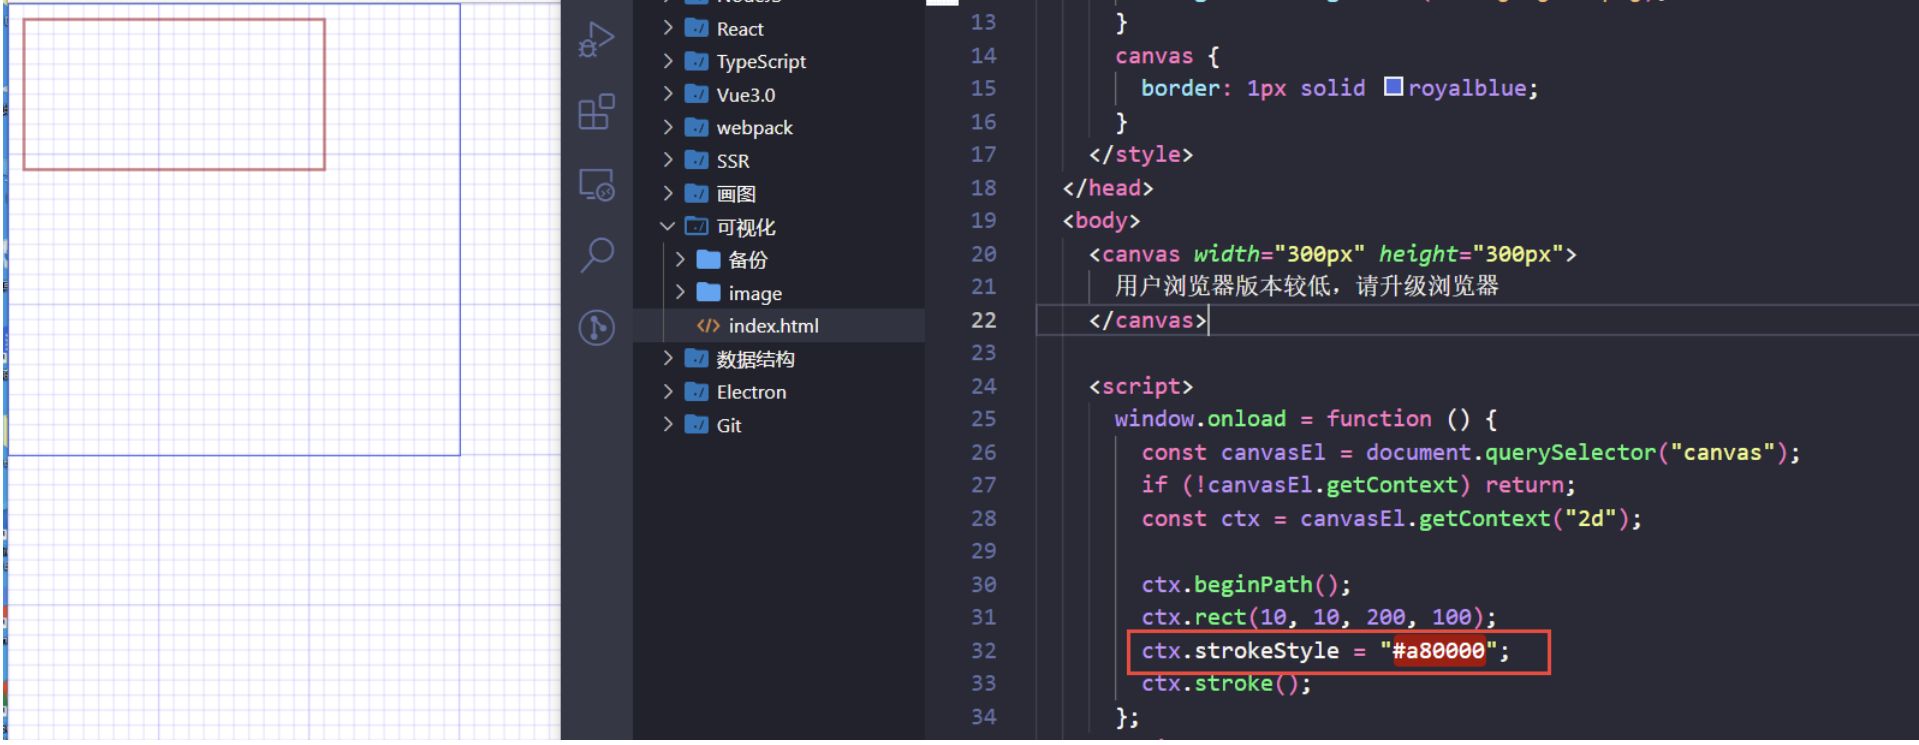 React
TypeScript
Vue3.0
webpack
SSR
画图
可视化
备份
image
</> index.html
数据结构
Electron
Git
13 }
14 canvas {
15 border: 1px solid royalblue;
16 }
17 </style>
18 </head>
19 <body>
20 <canvas width="300px" height="300px">
21 用户浏览器版本较低，请升级浏览器
22 </canvas>
23
24 <script>
25 window.onload = function () {
26 const canvasEl = document.querySelector("canvas");
27 if (!canvasEl.getContext) return;
28 const ctx = canvasEl.getContext("2d");
29
30 ctx.beginPath();
31 ctx.rect(10, 10, 200, 100);
32 ctx.strokeStyle = "#a80000";
33 ctx.stroke();
34 };